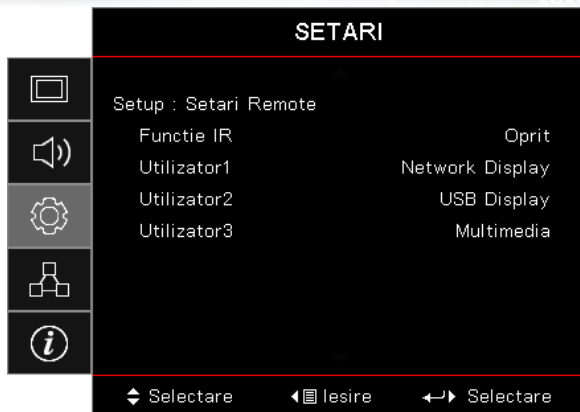 SETARI
Setup : Setari Remote
Functie IR Oprit
Utilizator1 Network Display
Utilizator2 USB Display
Utilizator3 Multimedia
Selectare Iesire Selectare